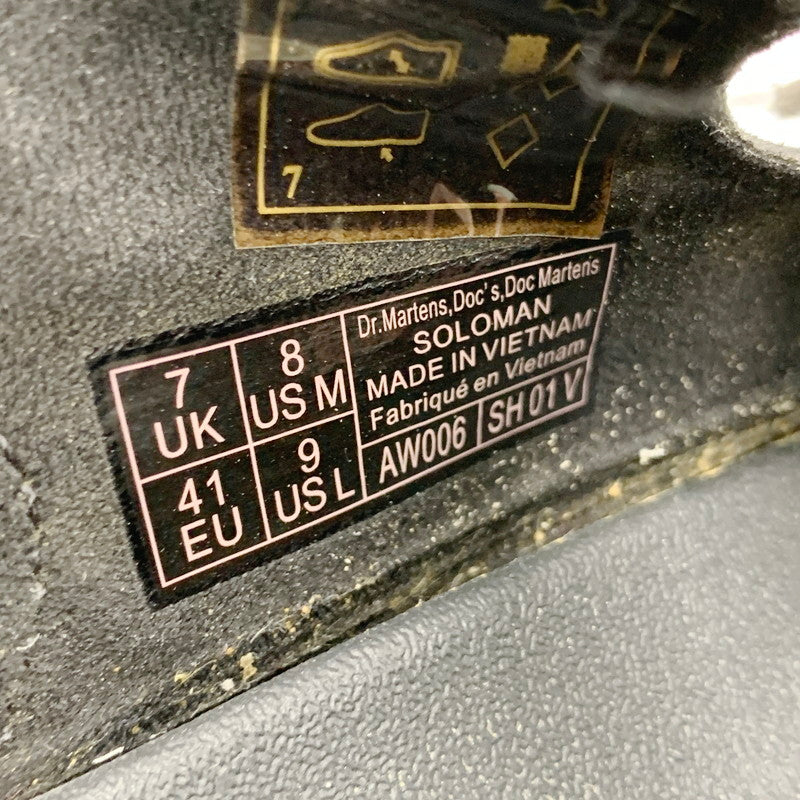 7
7
UK
8
US M
41
EU
9
US L
Dr.Martens,Doc's,Doc Martens
SOLOMAN
MADE IN VIETNAM
Fabriqué en Vietnam
AW006
SH 01 V